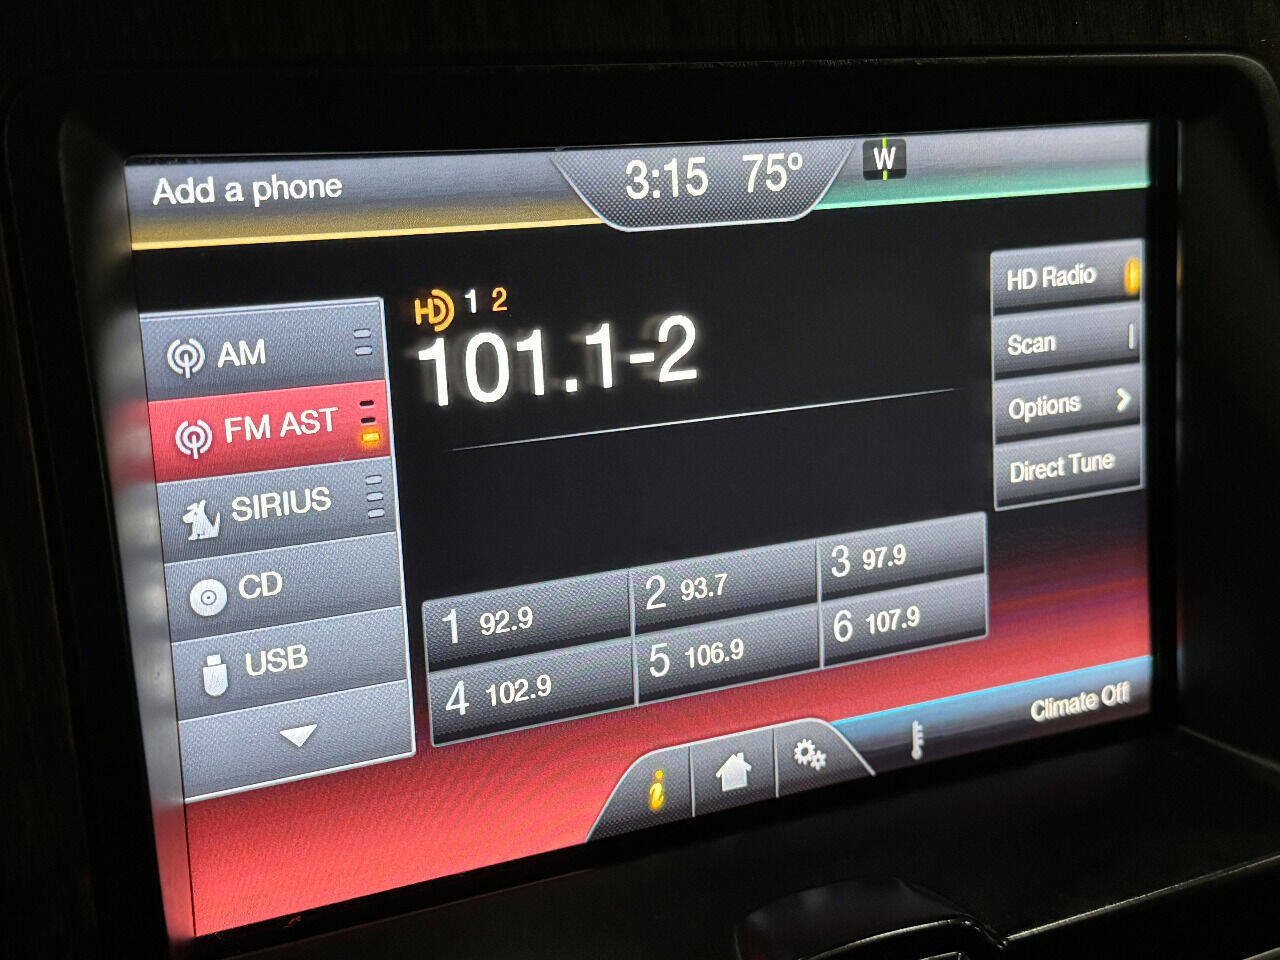 Add a phone
3:15 75º
W
HD 1 2
101.1-2
AM
FM AST
SIRIUS
CD
USB
HD Radio
Scan
Options
Direct Tune
1 92.9
2 93.7
3 97.9
4 102.9
5 106.9
6 107.9
i
Climate Off